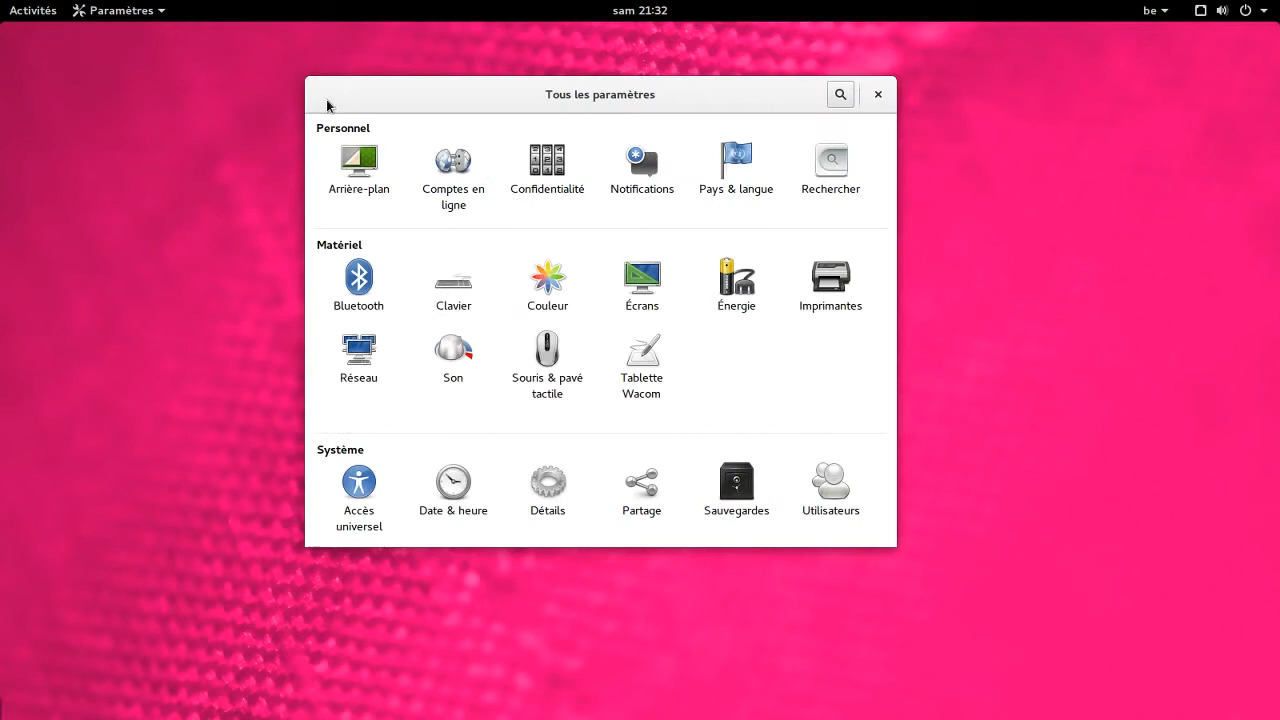 Activités Paramètres sam 21:32 be
Tous les paramètres
Personnel
Arrière-plan
Comptes en
ligne
Confidentialité
Notifications
Pays & langue
Rechercher
Matériel
Bluetooth
Clavier
Couleur
Écrans
Énergie
Imprimantes
Réseau
Son
Souris & pavé
tactile
Tablette
Wacom
Système
Accès
universel
Date & heure
Détails
Partage
Sauvegardes
Utilisateurs